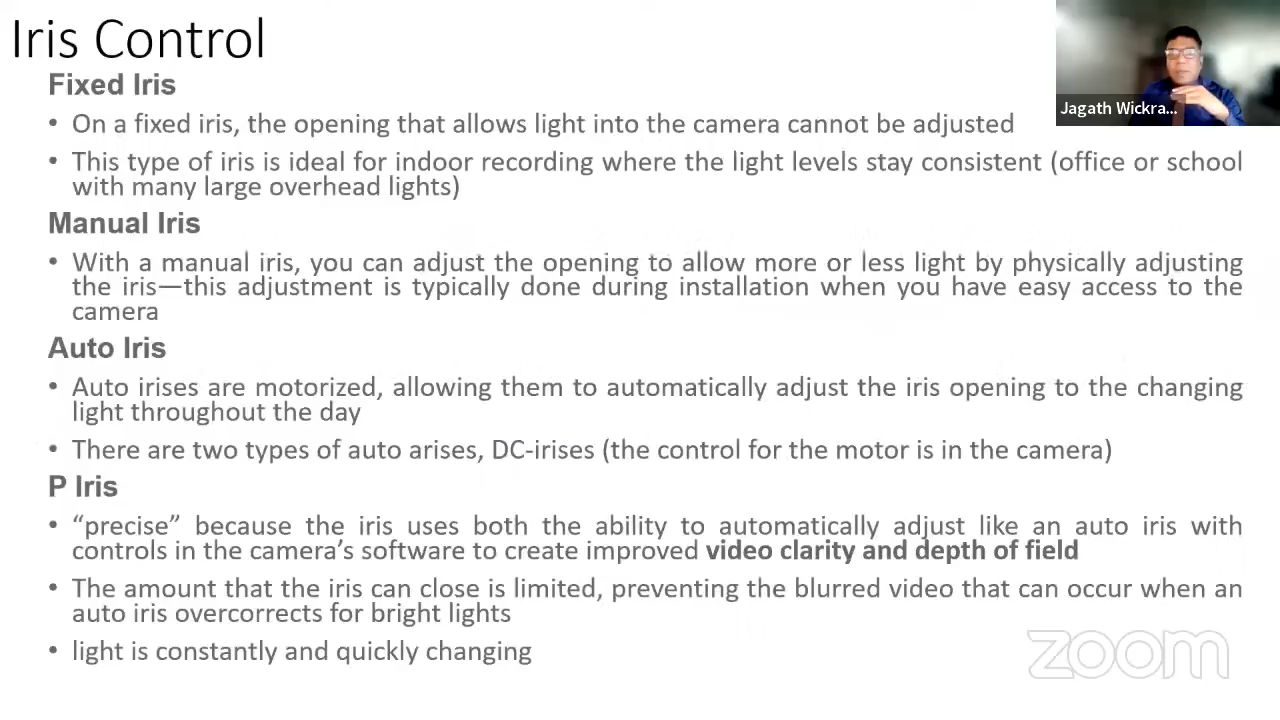 Iris Control
Jagath Wickra...
Fixed Iris
• On a fixed iris, the opening that allows light into the camera cannot be adjusted
• This type of iris is ideal for indoor recording where the light levels stay consistent (office or school
with many large overhead lights)
Manual Iris
• With a manual iris, you can adjust the opening to allow more or less light by physically adjusting
the iris—this adjustment is typically done during installation when you have easy access to the
camera
Auto Iris
• Auto irises are motorized, allowing them to automatically adjust the iris opening to the changing
light throughout the day
• There are two types of auto arises, DC-irises (the control for the motor is in the camera)
P Iris
• “precise” because the iris uses both the ability to automatically adjust like an auto iris with
controls in the camera’s software to create improved video clarity and depth of field
• The amount that the iris can close is limited, preventing the blurred video that can occur when an
auto iris overcorrects for bright lights
• light is constantly and quickly changing
zoom